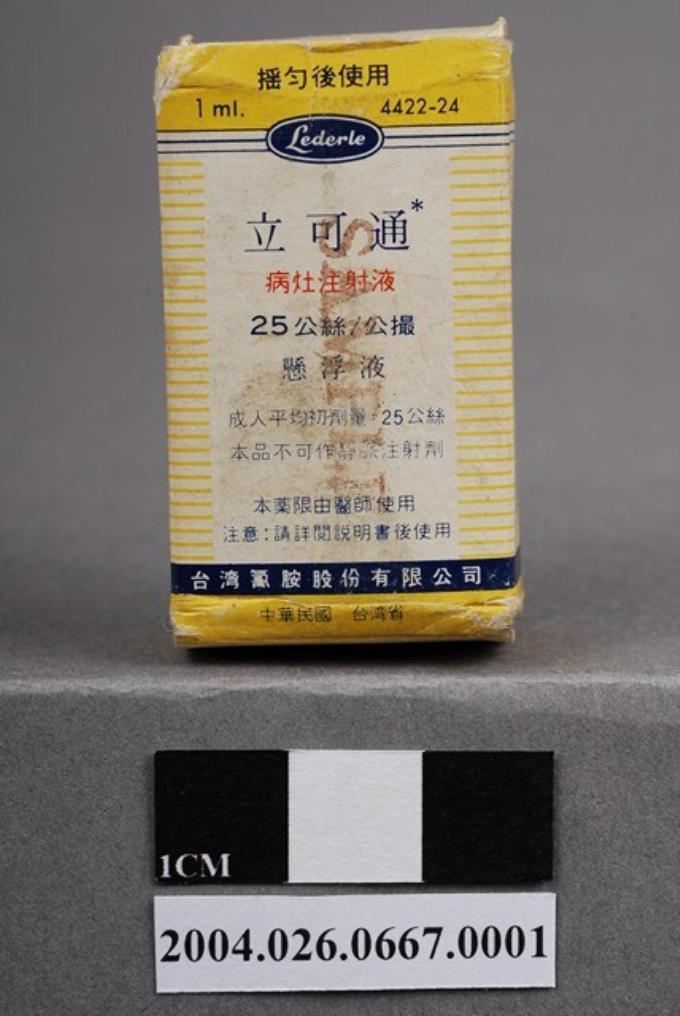 搖勻後使用
1 ml. 4422-24
Lederle
立可通*
病灶注射液
25公絲/公撮
懸浮液
成人平均初劑量：25公絲
本品不可作靜脈注射劑
本藥限由醫師使用
注意：請詳閱說明書後使用
台湾氰胺股份有限公司
中華民國 台湾省
SAMPLE
1CM
2004.026.0667.0001